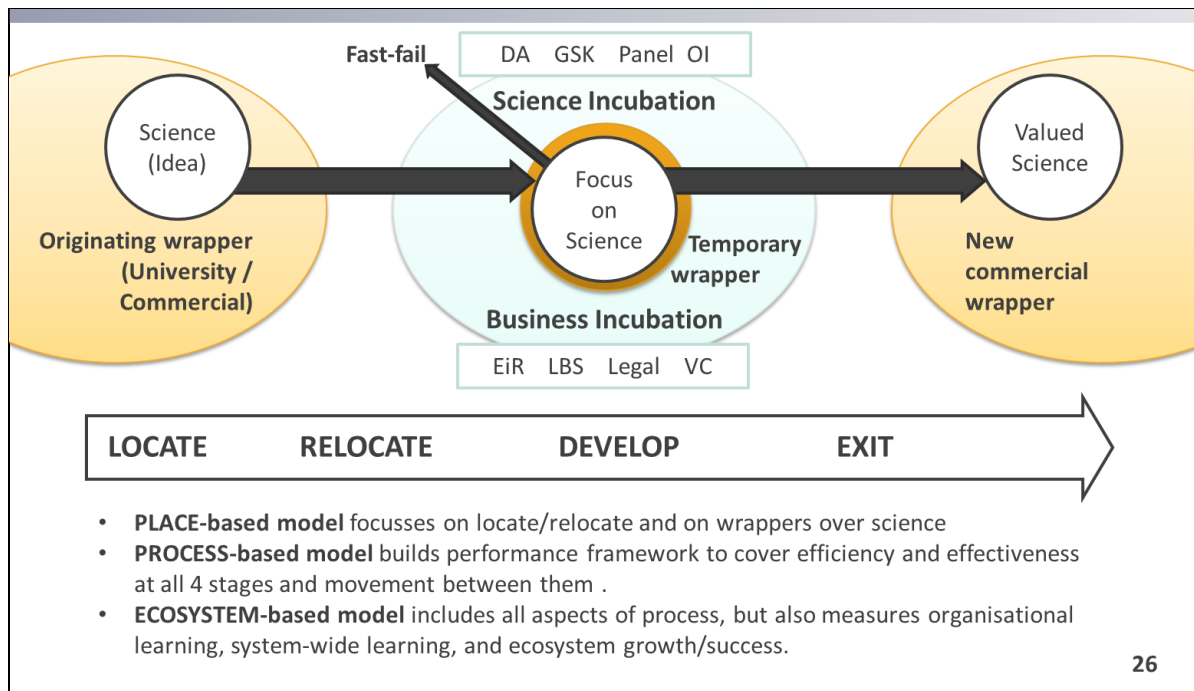 Fast-fail
DA GSK Panel OI
Science Incubation
Science
(Idea)
Focus
on
Science
Valued
Science
Originating wrapper
(University /
Commercial)
Temporary
wrapper
New
commercial
wrapper
Business Incubation
EiR LBS Legal VC
LOCATE RELOCATE DEVELOP EXIT
• PLACE-based model focusses on locate/relocate and on wrappers over science
• PROCESS-based model builds performance framework to cover efficiency and effectiveness
at all 4 stages and movement between them .
• ECOSYSTEM-based model includes all aspects of process, but also measures organisational
learning, system-wide learning, and ecosystem growth/success.
26